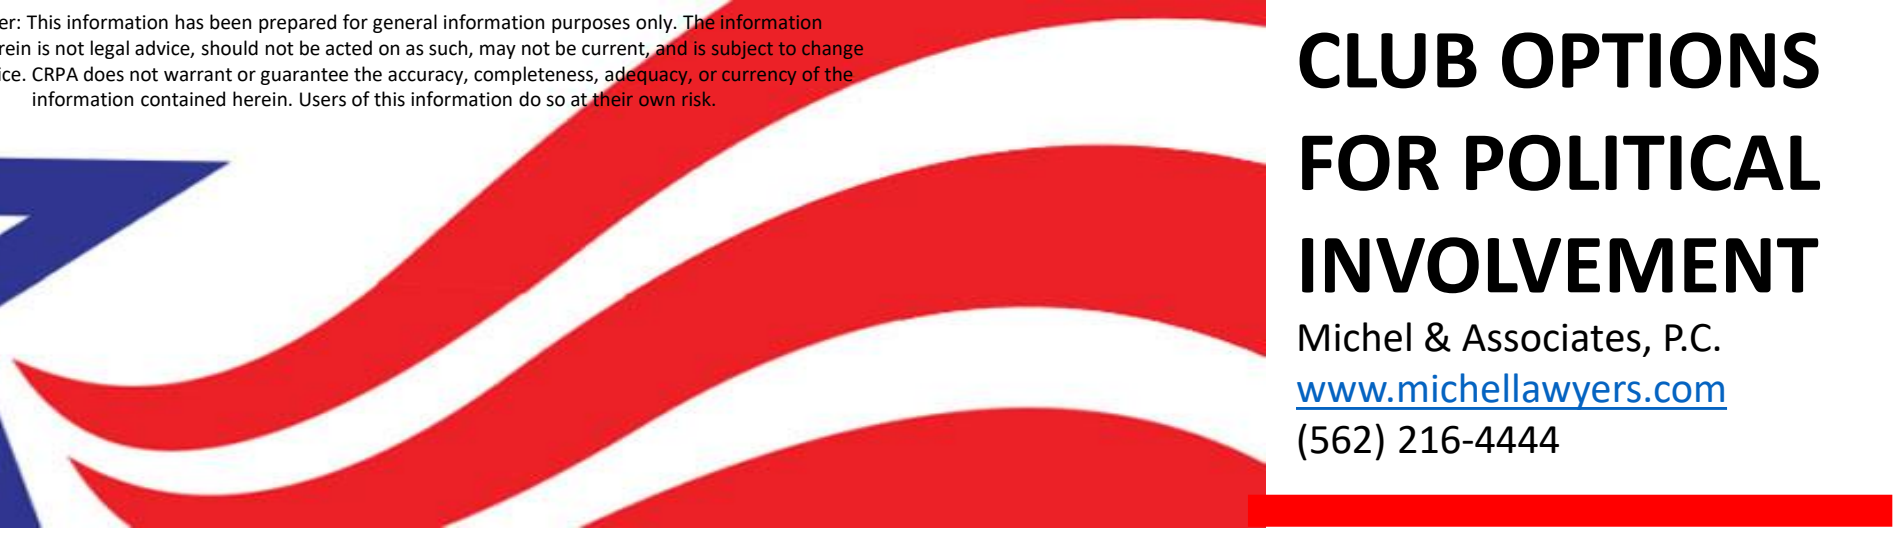 er: This information has been prepared for general information purposes only. The information
rein is not legal advice, should not be acted on as such, may not be current, and is subject to change
ice. CRPA does not warrant or guarantee the accuracy, completeness, adequacy, or currency of the
information contained herein. Users of this information do so at their own risk.
CLUB OPTIONS
FOR POLITICAL
INVOLVEMENT
Michel & Associates, P.C.
www.michellawyers.com
(562) 216-4444